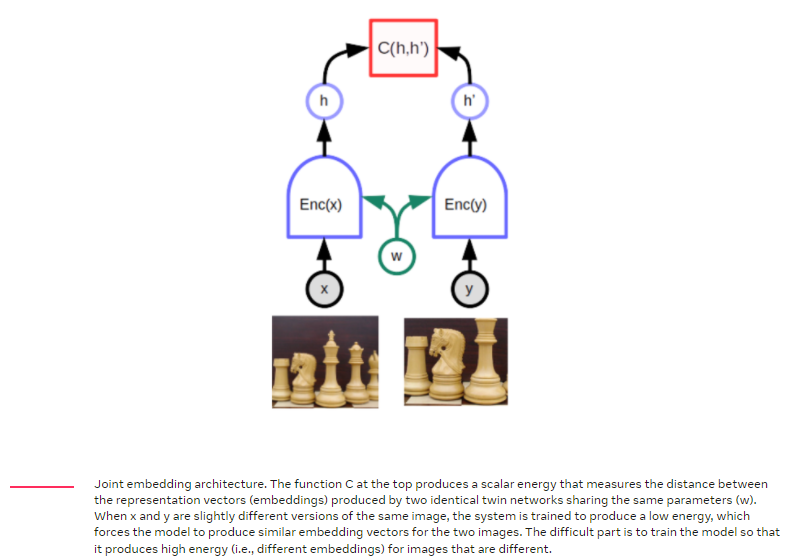 C(h,h')
h
h'
Enc(x)
Enc(y)
w
x
y
Joint embedding architecture. The function C at the top produces a scalar energy that measures the distance between
the representation vectors (embeddings) produced by two identical twin networks sharing the same parameters (w).
When x and y are slightly different versions of the same image, the system is trained to produce a low energy, which
forces the model to produce similar embedding vectors for the two images. The difficult part is to train the model so that
it produces high energy (i.e., different embeddings) for images that are different.